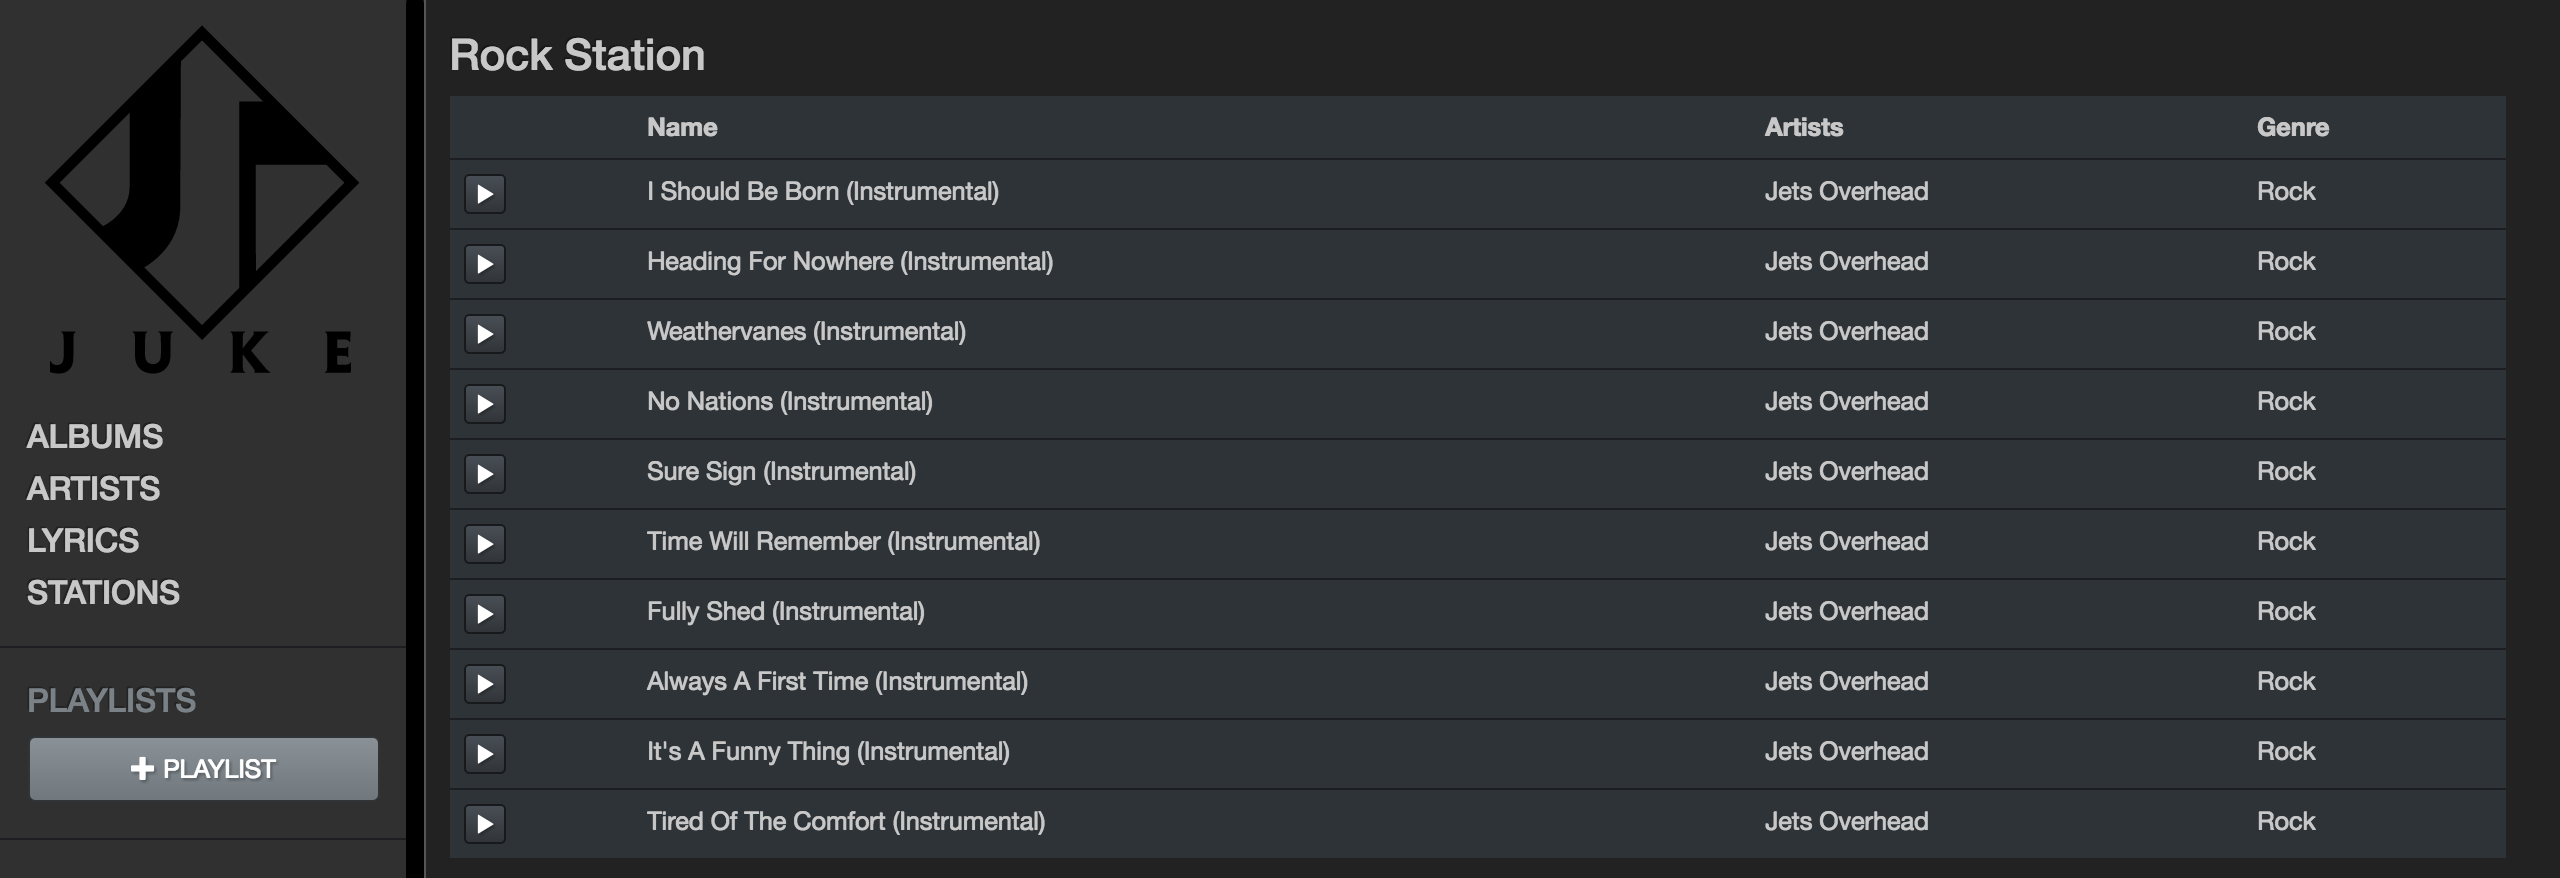 JUKE
ALBUMS
ARTISTS
LYRICS
STATIONS
PLAYLISTS
PLAYLIST
Rock Station
Name Artists Genre
I Should Be Born (Instrumental) Jets Overhead Rock
Heading For Nowhere (Instrumental) Jets Overhead Rock
Weathervanes (Instrumental) Jets Overhead Rock
No Nations (Instrumental) Jets Overhead Rock
Sure Sign (Instrumental) Jets Overhead Rock
Time Will Remember (Instrumental) Jets Overhead Rock
Fully Shed (Instrumental) Jets Overhead Rock
Always A First Time (Instrumental) Jets Overhead Rock
It's A Funny Thing (Instrumental) Jets Overhead Rock
Tired Of The Comfort (Instrumental) Jets Overhead Rock